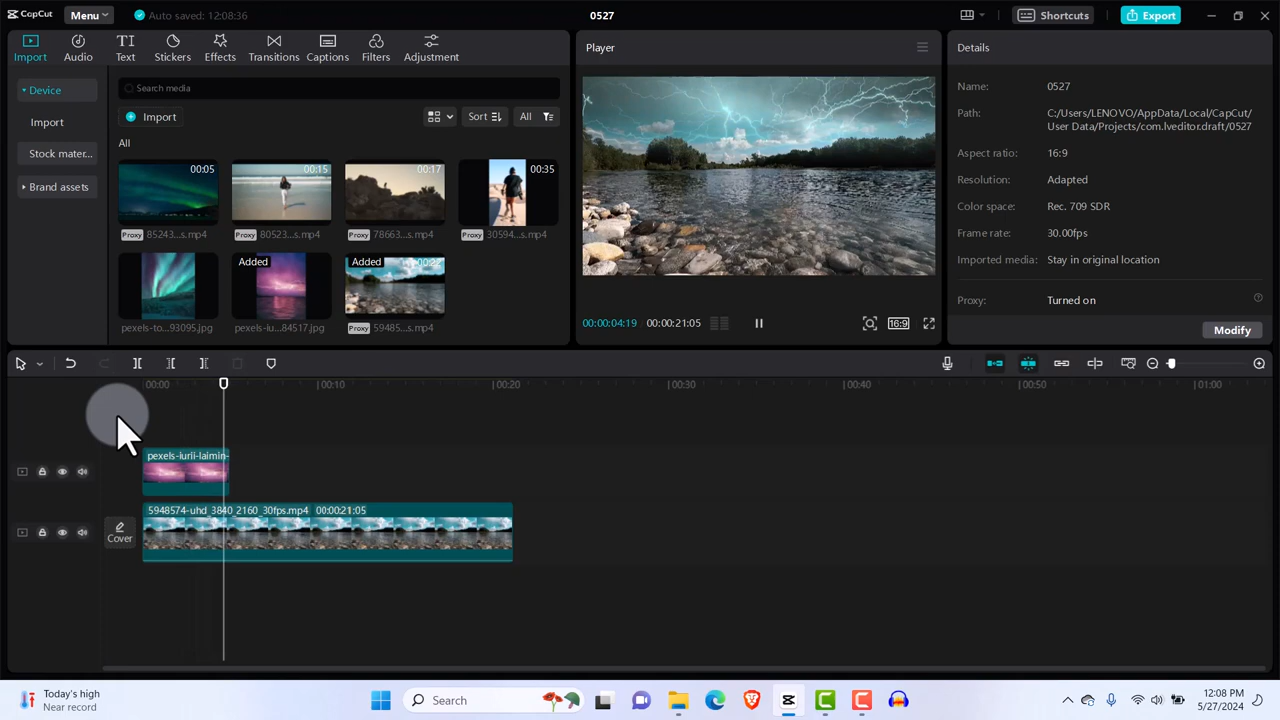 CapCut
Menu
Auto saved: 12:08:36
0527
Shortcuts
Export
Import
Audio
Text
Stickers
Effects
Transitions
Captions
Filters
Adjustment
Device
Import
Stock mater...
Brand assets
Search media
Import
Sort
All
All
00:05
00:15
00:17
00:35
Proxy 85243...s.mp4
Proxy 80523...s.mp4
Proxy 78663...s.mp4
Proxy 30594...s.mp4
Added
Added
00:22
pexels-to...93095.jpg
pexels-iu...84517.jpg
Proxy 59485...s.mp4
Player
00:00:04:19
00:00:21:05
16:9
Details
Name: 0527
Path: C:/Users/LENOVO/AppData/Local/CapCut/
User Data/Projects/com.lveditor.draft/0527
Aspect ratio: 16:9
Resolution: Adapted
Color space: Rec. 709 SDR
Frame rate: 30.00fps
Imported media: Stay in original location
Proxy: Turned on
Modify
00:00
00:10
00:20
00:30
00:40
00:50
01:00
pexels-iurii-laimin-
5948574-uhd_3840_2160_30fps.mp4 00:00:21:05
Cover
Today's high
Near record
Search
12:08 PM
5/27/2024